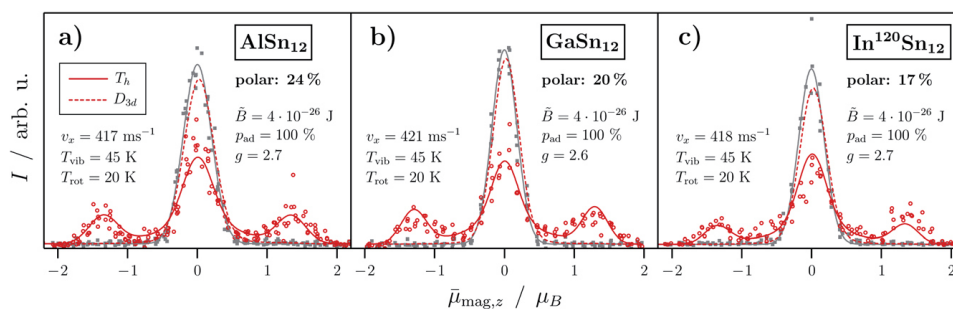 a)
AlSn₁₂
T_h
D_3d
polar: 24 %
B̃ = 4 · 10⁻²⁶ J
p_ad = 100 %
g = 2.7
v_x = 417 ms⁻¹
T_vib = 45 K
T_rot = 20 K
b)
GaSn₁₂
polar: 20 %
B̃ = 4 · 10⁻²⁶ J
p_ad = 100 %
g = 2.6
v_x = 421 ms⁻¹
T_vib = 45 K
T_rot = 20 K
c)
In¹²⁰Sn₁₂
polar: 17 %
B̃ = 4 · 10⁻²⁶ J
p_ad = 100 %
g = 2.7
v_x = 418 ms⁻¹
T_vib = 45 K
T_rot = 20 K
I / arb. u.
−2 −1 0 1 2 −2 −1 0 1 2 −2 −1 0 1 2
μ̄_mag,z / μ_B